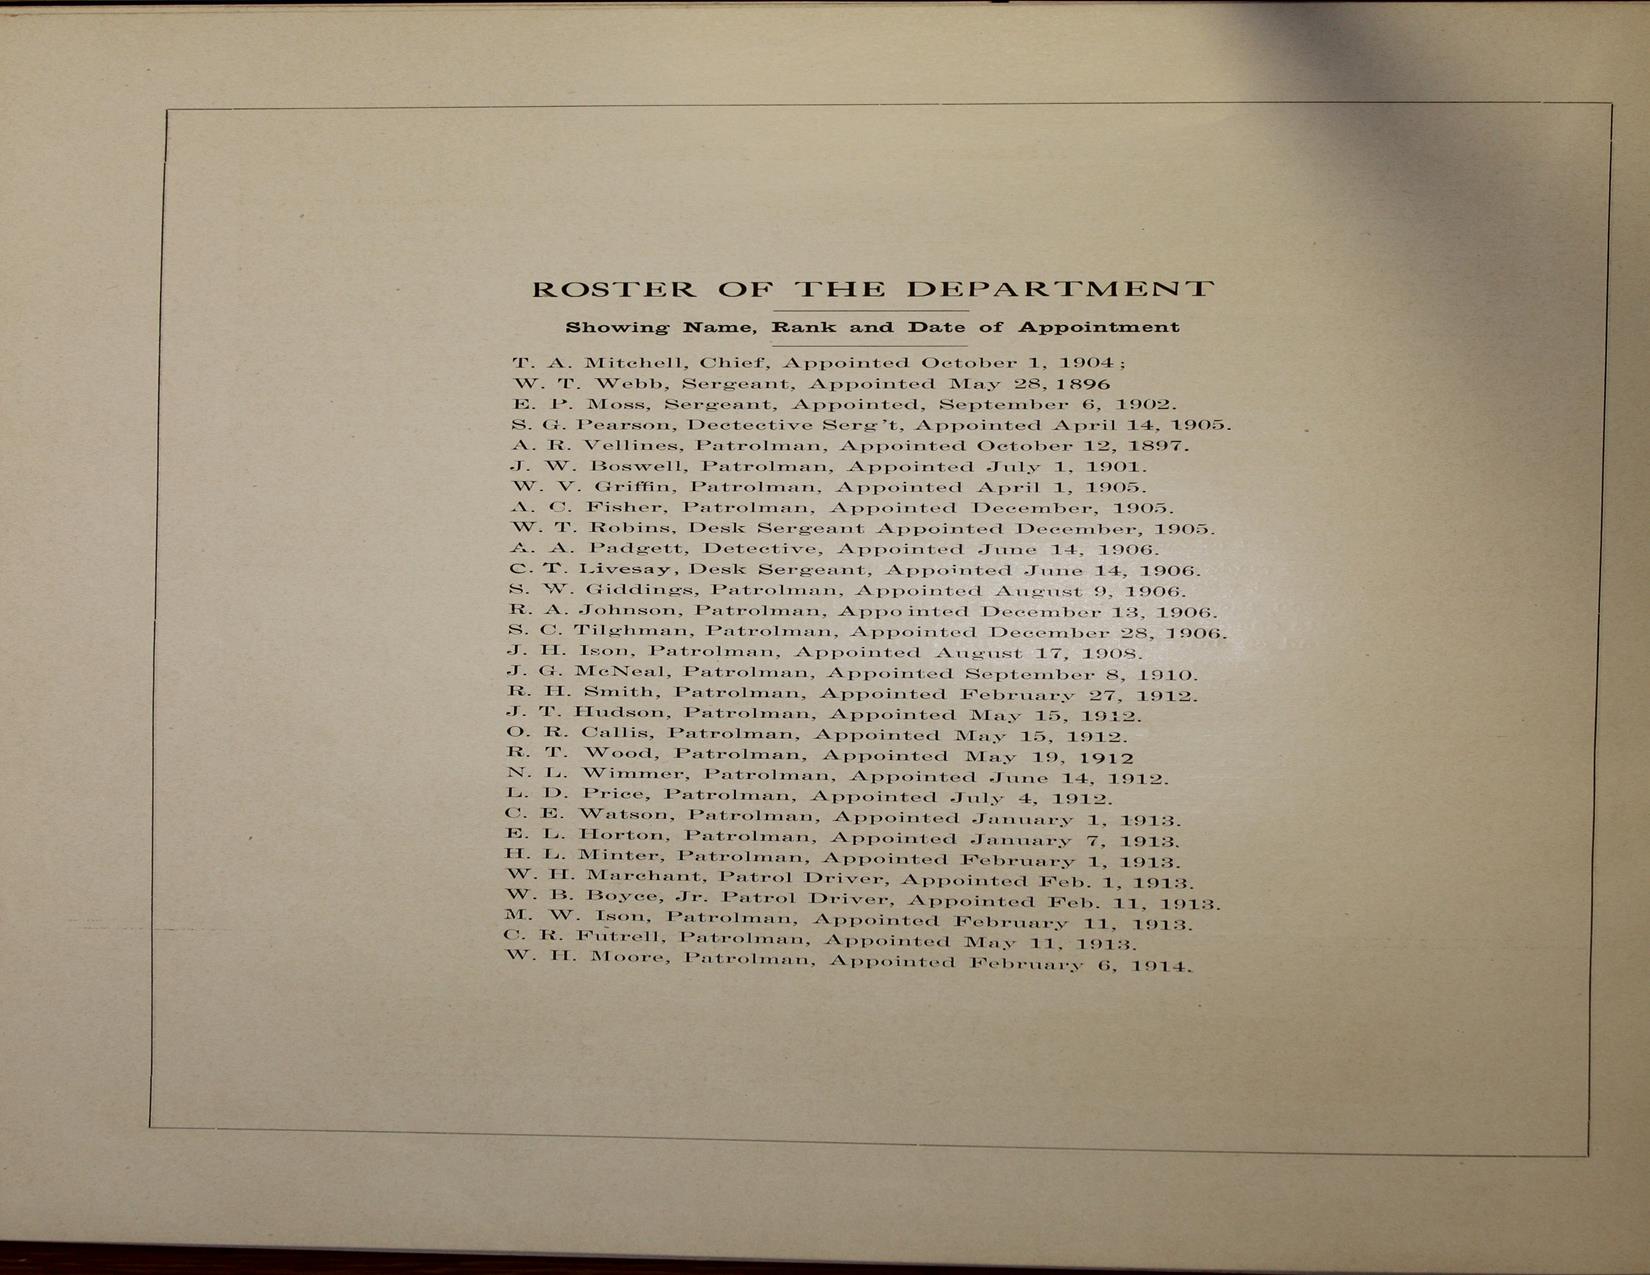 ROSTER OF THE DEPARTMENT
Showing Name, Rank and Date of Appointment
T. A. Mitchell, Chief, Appointed October 1, 1904;
W. T. Webb, Sergeant, Appointed May 28, 1896
E. P. Moss, Sergeant, Appointed, September 6, 1902.
S. G. Pearson, Dectective Serg't, Appointed April 14, 1905.
A. R. Vellines, Patrolman, Appointed October 12, 1897.
J. W. Boswell, Patrolman, Appointed July 1, 1901.
W. V. Griffin, Patrolman, Appointed April 1, 1905.
A. C. Fisher, Patrolman, Appointed December, 1905.
W. T. Robins, Desk Sergeant Appointed December, 1905.
A. A. Padgett, Detective, Appointed June 14, 1906.
C. T. Livesay, Desk Sergeant, Appointed June 14, 1906.
S. W. Giddings, Patrolman, Appointed August 9, 1906.
R. A. Johnson, Patrolman, Appointed December 13, 1906.
S. C. Tilghman, Patrolman, Appointed December 28, 1906.
J. H. Ison, Patrolman, Appointed August 17, 1908.
J. G. McNeal, Patrolman, Appointed September 8, 1910.
R. H. Smith, Patrolman, Appointed February 27, 1912.
J. T. Hudson, Patrolman, Appointed May 15, 1912.
O. R. Callis, Patrolman, Appointed May 15, 1912.
R. T. Wood, Patrolman, Appointed May 19, 1912
N. L. Wimmer, Patrolman, Appointed June 14, 1912.
L. D. Price, Patrolman, Appointed July 4, 1912.
C. E. Watson, Patrolman, Appointed January 1, 1913.
E. L. Horton, Patrolman, Appointed January 7, 1913.
H. L. Minter, Patrolman, Appointed February 1, 1913.
W. H. Marchant, Patrol Driver, Appointed Feb. 1, 1913.
W. B. Boyce, Jr. Patrol Driver, Appointed Feb. 11, 1913.
M. W. Ison, Patrolman, Appointed February 11, 1913.
C. R. Futrell, Patrolman, Appointed May 11, 1913.
W. H. Moore, Patrolman, Appointed February 6, 1914.